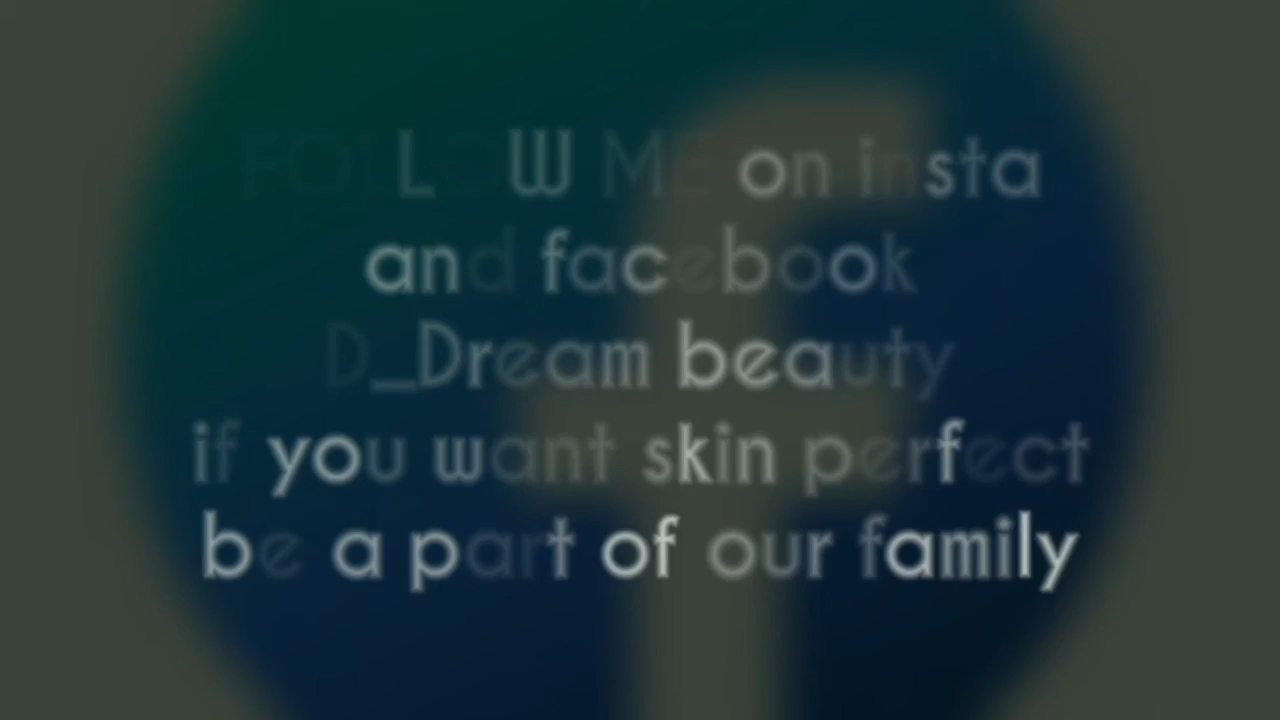 FOLLOW ME on insta
and facebook
D_Dream beauty
if you want skin perfect
be a part of our family